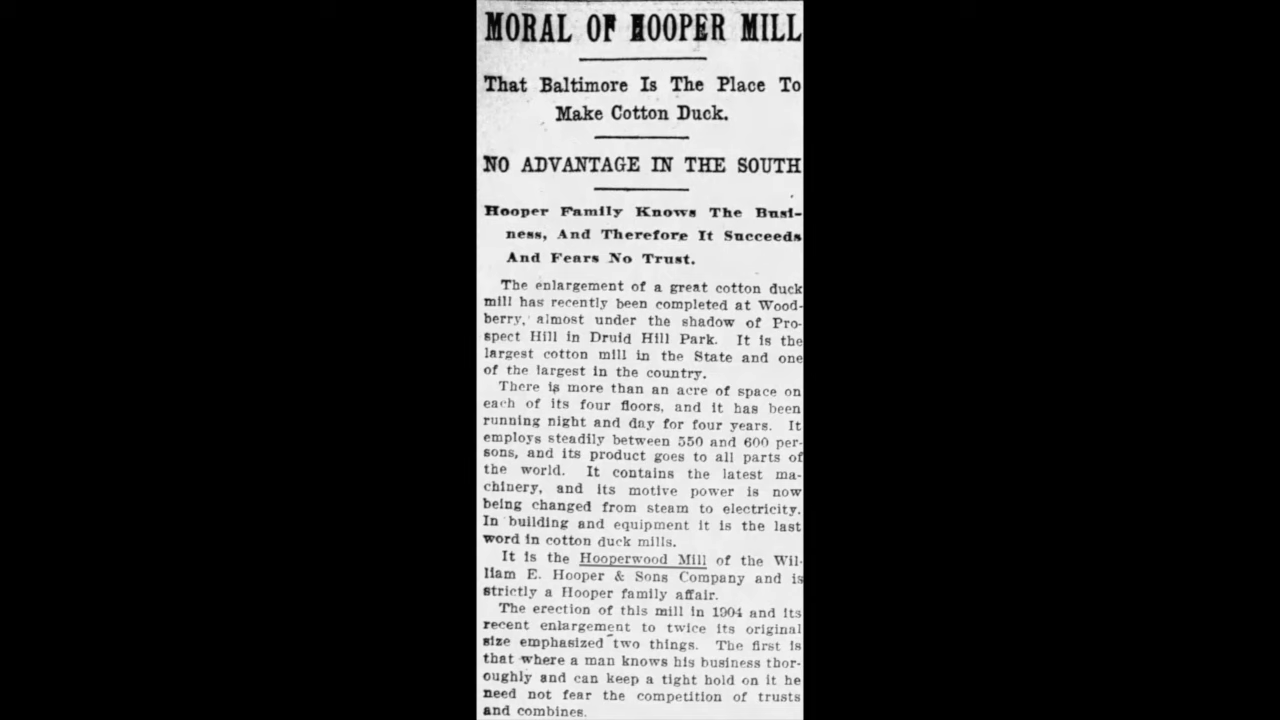 MORAL OF HOOPER MILL
That Baltimore Is The Place To
Make Cotton Duck.
NO ADVANTAGE IN THE SOUTH
Hooper Family Knows The Busi-
ness, And Therefore It Succeeds
And Fears No Trust.
The enlargement of a great cotton duck
mill has recently been completed at Wood-
berry, almost under the shadow of Pro-
spect Hill in Druid Hill Park. It is the
largest cotton mill in the State and one
of the largest in the country.
There is more than an acre of space on
each of its four floors, and it has been
running night and day for four years. It
employs steadily between 550 and 600 per-
sons, and its product goes to all parts of
the world. It contains the latest ma-
chinery, and its motive power is now
being changed from steam to electricity.
In building and equipment it is the last
word in cotton duck mills.
It is the Hooperwood Mill of the Wil-
liam E. Hooper & Sons Company and is
strictly a Hooper family affair.
The erection of this mill in 1904 and its
recent enlargement to twice its original
size emphasized two things. The first is
that where a man knows his business thor-
oughly and can keep a tight hold on it he
need not fear the competition of trusts
and combines.